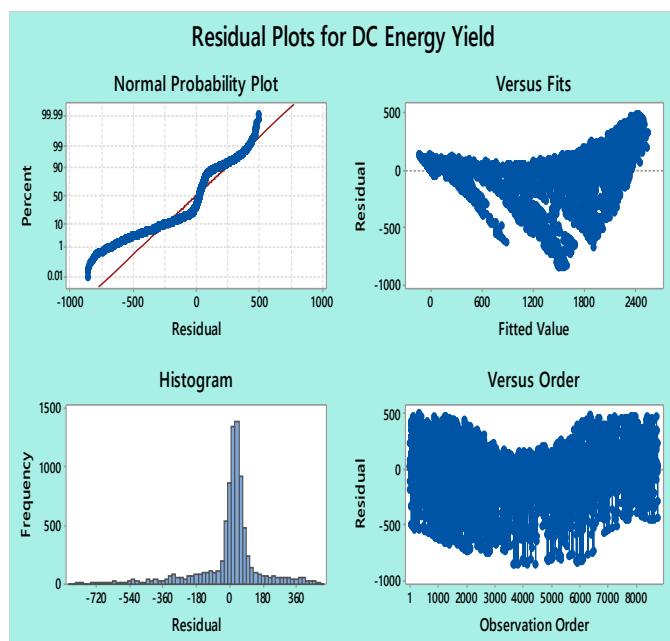 Residual Plots for DC Energy Yield
Normal Probability Plot
99.99
99
90
50
10
1
0.01
Percent
-1000 -500 0 500 1000
Residual
Versus Fits
500
0
-500
-1000
Residual
0 600 1200 1800 2400
Fitted Value
Histogram
1500
1000
500
0
Frequency
-720 -540 -360 -180 0 180 360
Residual
Versus Order
500
0
-500
-1000
Residual
1 1000 2000 3000 4000 5000 6000 7000 8000
Observation Order